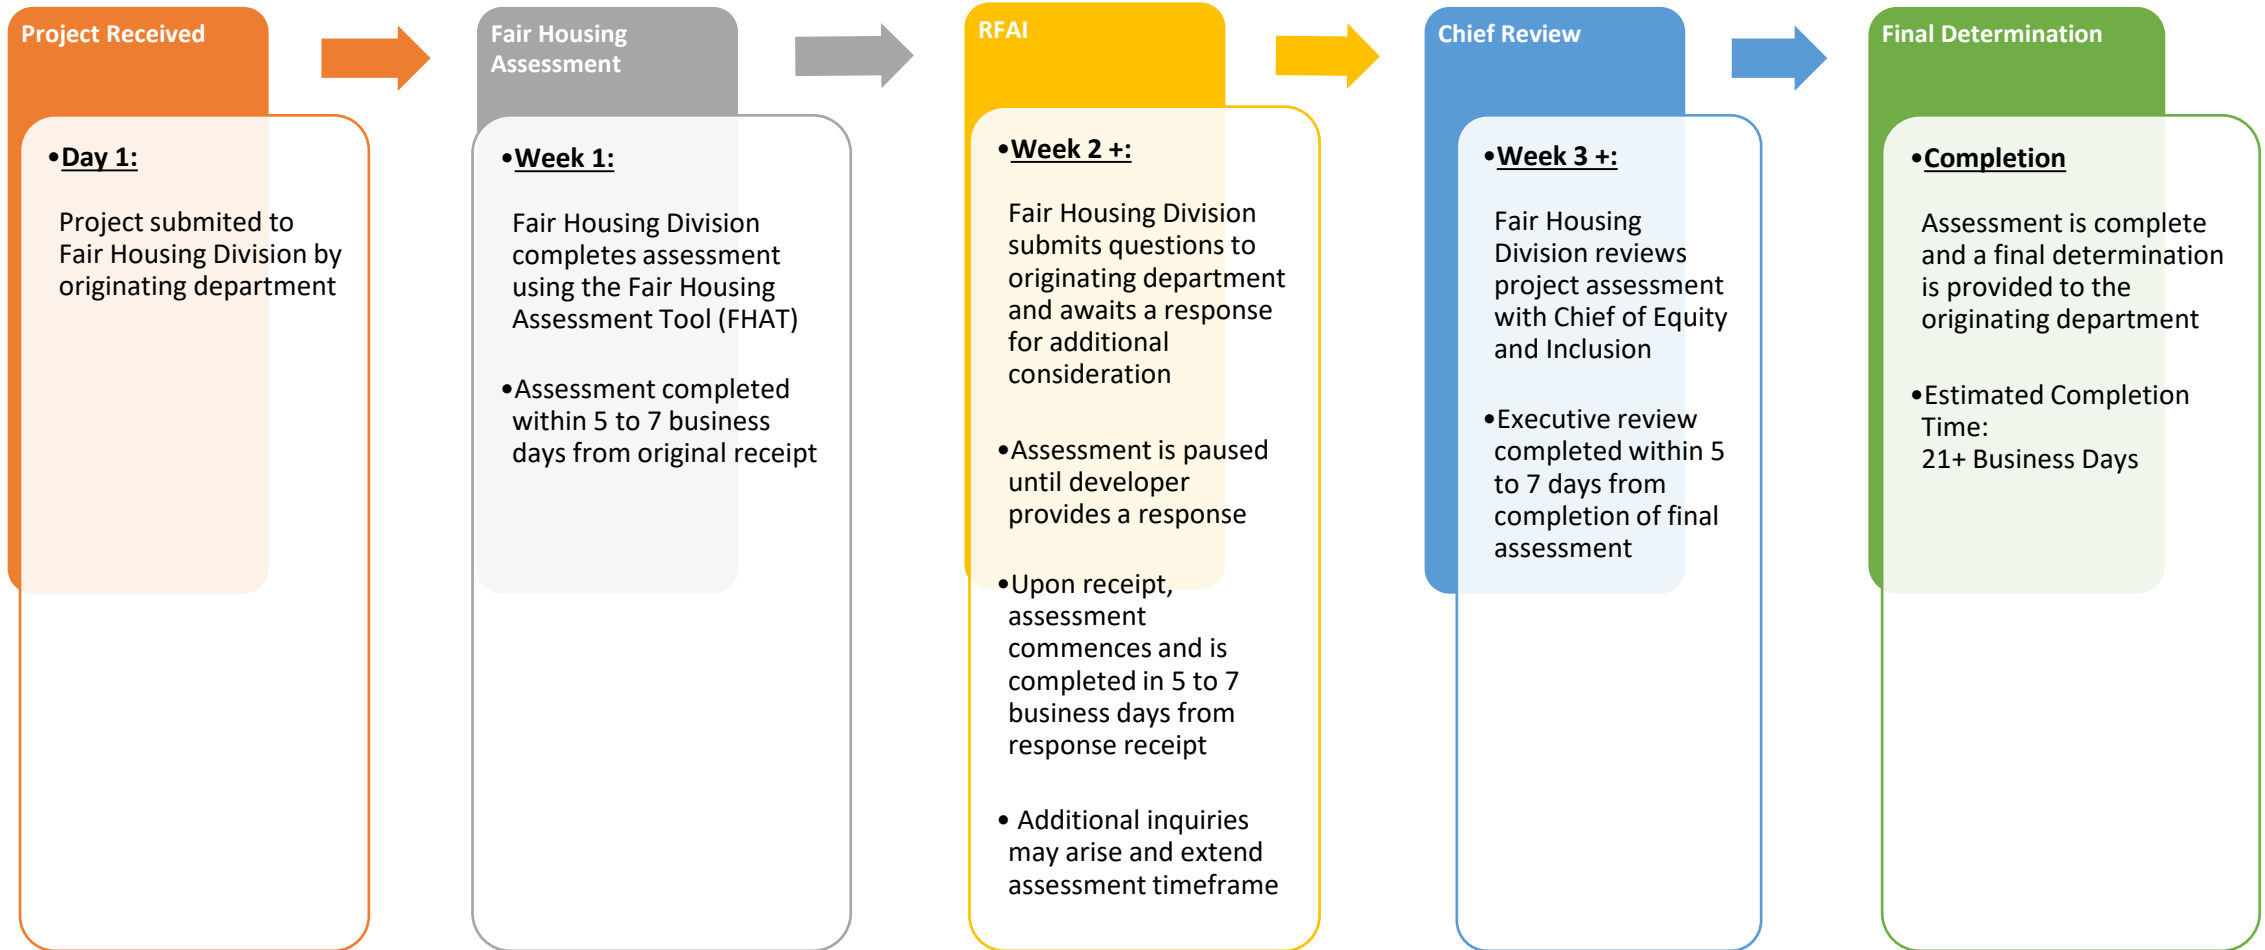 Project Received
•Day 1:
Project submited to
Fair Housing Division by
originating department
Fair Housing
Assessment
•Week 1:
Fair Housing Division
completes assessment
using the Fair Housing
Assessment Tool (FHAT)
•Assessment completed
within 5 to 7 business
days from original receipt
RFAI
•Week 2 +:
Fair Housing Division
submits questions to
originating department
and awaits a response
for additional
consideration
•Assessment is paused
until developer
provides a response
•Upon receipt,
assessment
commences and is
completed in 5 to 7
business days from
response receipt
• Additional inquiries
may arise and extend
assessment timeframe
Chief Review
•Week 3 +:
Fair Housing
Division reviews
project assessment
with Chief of Equity
and Inclusion
•Executive review
completed within 5
to 7 days from
completion of final
assessment
Final Determination
•Completion
Assessment is complete
and a final determination
is provided to the
originating department
•Estimated Completion
Time:
21+ Business Days